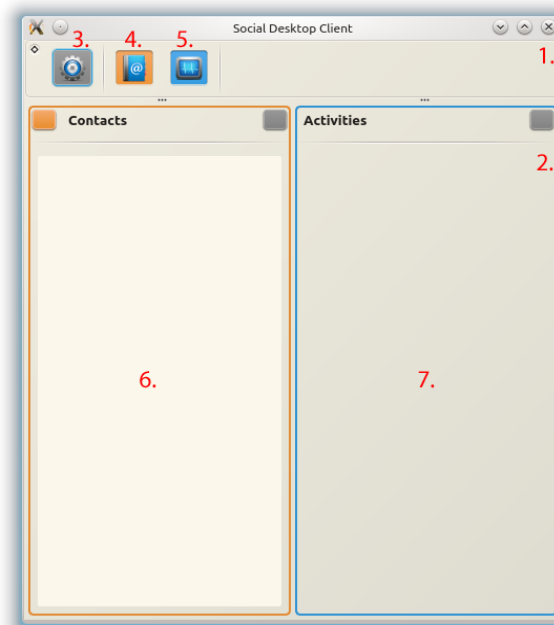 Social Desktop Client
3. 4. 5. 1.
@
Contacts Activities
2.
6. 7.